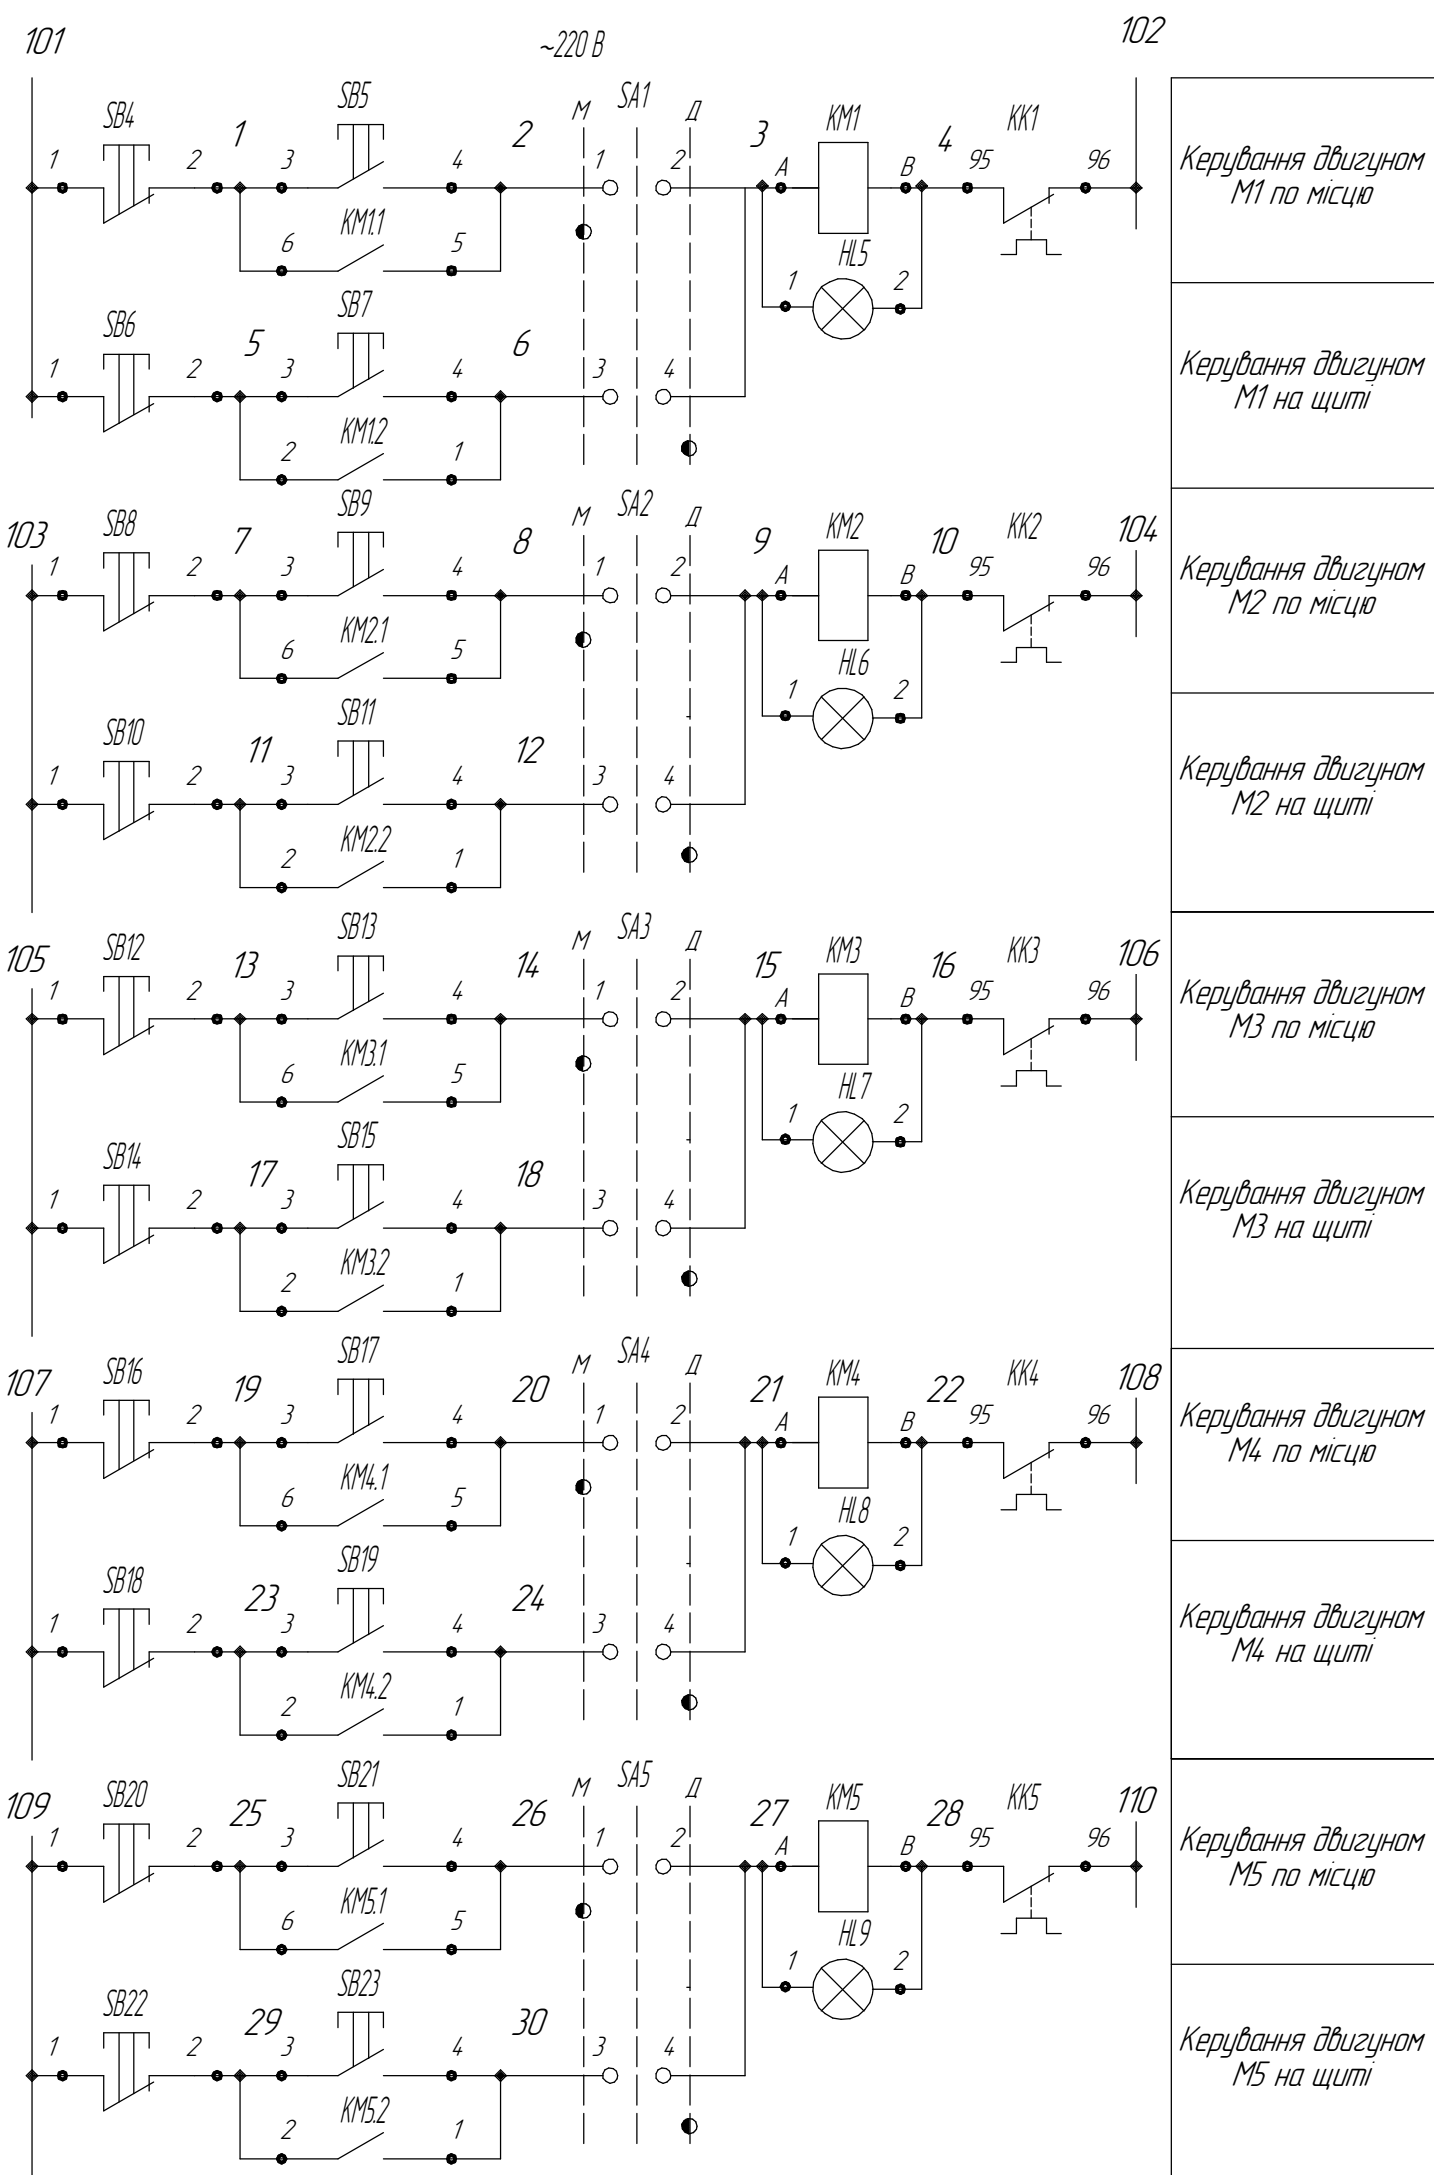 101 ~220 В 102
SB4 SB5 М SA1 Д KM1 KK1
1 2 1 3 4 2 1 2 3 A B 4 95 96
Керування двигуном
М1 по місцю
KM1.1
6 5
HL5
1 2
SB6 SB7
1 2 5 3 4 6 3 4
Керування двигуном
М1 на щиті
KM1.2
2 1
103 SB8 SB9 М SA2 Д KM2 KK2 104
1 2 7 3 4 8 1 2 9 A B 10 95 96
Керування двигуном
М2 по місцю
KM2.1
6 5
HL6
1 2
SB10 SB11
1 2 11 3 4 12 3 4
Керування двигуном
М2 на щиті
KM2.2
2 1
105 SB12 SB13 М SA3 Д KM3 KK3 106
1 2 13 3 4 14 1 2 15 A B 16 95 96
Керування двигуном
М3 по місцю
KM3.1
6 5
HL7
1 2
SB14 SB15
1 2 17 3 4 18 3 4
Керування двигуном
М3 на щиті
KM3.2
2 1
107 SB16 SB17 М SA4 Д KM4 KK4 108
1 2 19 3 4 20 1 2 21 A B 22 95 96
Керування двигуном
М4 по місцю
KM4.1
6 5
HL8
1 2
SB18 SB19
1 2 23 3 4 24 3 4
Керування двигуном
М4 на щиті
KM4.2
2 1
109 SB20 SB21 М SA5 Д KM5 KK5 110
1 2 25 3 4 26 1 2 27 A B 28 95 96
Керування двигуном
М5 по місцю
KM5.1
6 5
HL9
1 2
SB22 SB23
1 2 29 3 4 30 3 4
Керування двигуном
М5 на щиті
KM5.2
2 1